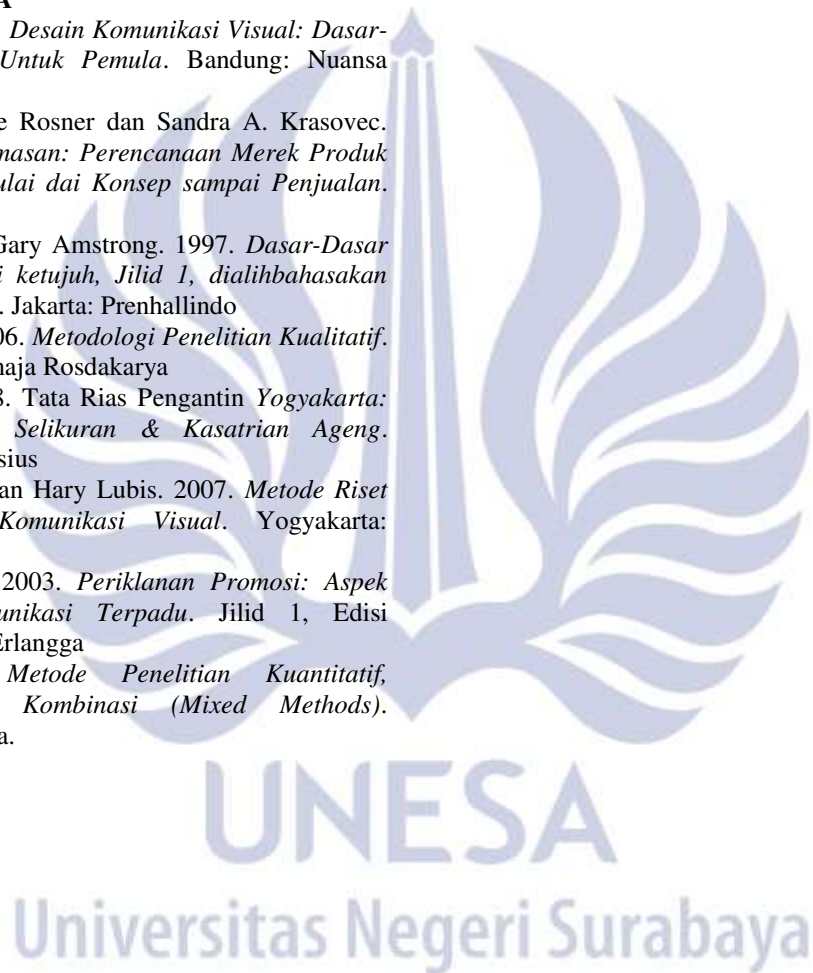 A
Desain Komunikasi Visual: Dasar-
Untuk Pemula. Bandung: Nuansa
e Rosner dan Sandra A. Krasovec.
masan: Perencanaan Merek Produk
ulai dai Konsep sampai Penjualan.
Gary Amstrong. 1997. Dasar-Dasar
i ketujuh, Jilid 1, dialihbahasakan
. Jakarta: Prenhallindo
06. Metodologi Penelitian Kualitatif.
naja Rosdakarya
8. Tata Rias Pengantin Yogyakarta:
Selikuran & Kasatrian Ageng.
sius
an Hary Lubis. 2007. Metode Riset
Komunikasi Visual. Yogyakarta:
2003. Periklanan Promosi: Aspek
unikasi Terpadu. Jilid 1, Edisi
Erlangga
Metode Penelitian Kuantitatif,
Kombinasi (Mixed Methods).
a.
UNESA
Universitas Negeri Surabaya